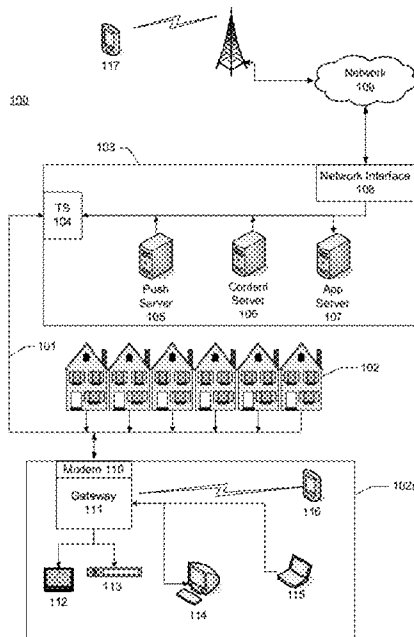 117
100
Network
109
103
Network Interface
108
TS
104
Push
Server
105
Content
Server
106
App
Server
107
101
102
Modem 110
Gateway
111
116
102a
112
113
114
115